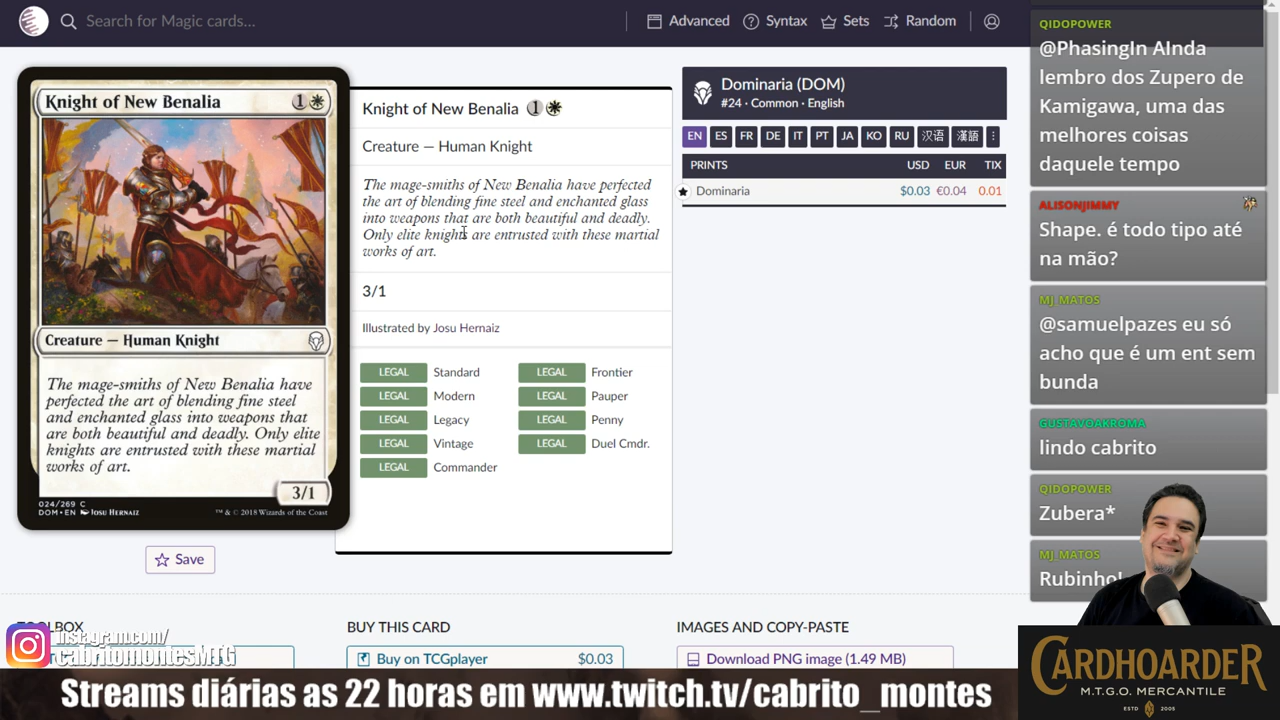 Search for Magic cards...
Advanced
Syntax
Sets
Random
Knight of New Benalia 1
Creature — Human Knight
The mage-smiths of New Benalia have
perfected the art of blending fine steel
and enchanted glass into weapons that
are both beautiful and deadly. Only elite
knights are entrusted with these martial
works of art.
3/1
024/269 C
DOM • EN Josu Hernaiz
™ & © 2018 Wizards of the Coast
Save
Knight of New Benalia 1
Creature — Human Knight
The mage-smiths of New Benalia have perfected
the art of blending fine steel and enchanted glass
into weapons that are both beautiful and deadly.
Only elite knights are entrusted with these martial
works of art.
3/1
Illustrated by Josu Hernaiz
LEGAL Standard LEGAL Frontier
LEGAL Modern LEGAL Pauper
LEGAL Legacy LEGAL Penny
LEGAL Vintage LEGAL Duel Cmdr.
LEGAL Commander
Dominaria (DOM)
#24 · Common · English
EN ES FR DE IT PT JA KO RU 汉语 漢語
PRINTS USD EUR TIX
Dominaria $0.03 €0.04 0.01
TOOLBOX
BUY THIS CARD
Buy on TCGplayer $0.03
IMAGES AND COPY-PASTE
Download PNG image (1.49 MB)
QIDOPOWER
@PhasingIn AInda
lembro dos Zupero de
Kamigawa, uma das
melhores coisas
daquele tempo
ALISONJIMMY
Shape. é todo tipo até
na mão?
MJ_MATOS
@samuelpazes eu só
acho que é um ent sem
bunda
GUSTAVOAKROMA
lindo cabrito
QIDOPOWER
Zubera*
MJ_MATOS
Rubinho!
instagram.com/
cabritomontesMTG
CARDHOARDER
M.T.G.O. MERCANTILE
ESTD 2005
Streams diárias as 22 horas em www.twitch.tv/cabrito_montes